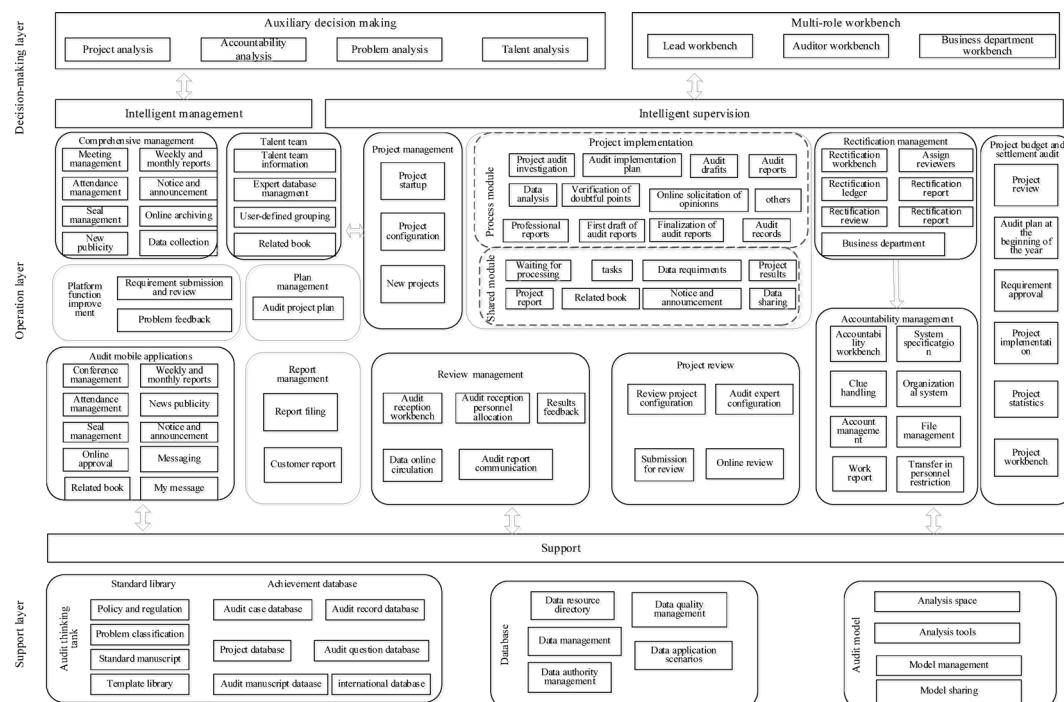 Decision-making layer
Auxiliary decision making
Project analysis
Accountability
analysis
Problem analysis
Talent analysis
Multi-role workbench
Lead workbench
Auditor workbench
Business department
workbench
Operation layer
Intelligent management
Intelligent supervision
Comprehensive management
Meeting
management
Weekly and
monthly reports
Attendance
management
Notice and
announcement
Seal
management
Online archiving
New
publicity
Data collection
Talent team
Talent team
information
Expert database
managment
User-defined grouping
Related book
Project management
Project
startup
Project
configuration
New projects
Project implementation
Process module
Project audit
investigation
Audit implementation
plan
Audit
drafits
Audit
reports
Data
analysis
Verification of
doubtful points
Online solicitation of
opinionns
others
Professional
reports
First draft of
audit reports
Finalization of
audit reports
Audit
records
Shared module
Waiting for
processing
tasks
Data requirments
Project
results
Project
report
Related book
Notice and
announcement
Data
sharing
Rectification management
Rectification
workbench
Assign
reviewers
Rectification
ledger
Rectification
report
Rectification
review
Rectification
report
Business department
Project budget and
settlement audit
Project
review
Audit plan at
the
beginning of
the year
Requirement
approval
Project
implementati
on
Project
statistics
Project
workbench
Platform
function
improve
ment
Requirement submission
and review
Problem feedback
Plan
management
Audit project plan
Accountability management
Accountabi
lity
workbench
System
specificatgio
n
Clue
handling
Organization
al system
Account
manageme
nt
File
management
Work
report
Transfer in
personnel
restriction
Audit mobile applications
Conference
management
Weekly and
monthly reports
Attendance
management
News publicity
Seal
management
Notice and
announcement
Online
approval
Messaging
Related book
My message
Report
management
Report filing
Customer report
Review management
Audit
reception
workbench
Audit reception
personnel
allocation
Results
feedback
Data online
circulation
Audit report
communication
Project review
Review project
configuration
Audit expert
configuration
Submission
for review
Online review
Support
Support layer
Audit thinking
tank
Standard library
Policy and regulation
Problem classification
Standard manuscript
Template library
Achievement database
Audit case database
Audit record database
Project database
Audit question database
Audit manuscript dataase
international database
Database
Data resource
directory
Data quality
management
Data management
Data application
scenarios
Data authority
management
Audit model
Analysis space
Analysis tools
Model management
Model sharing